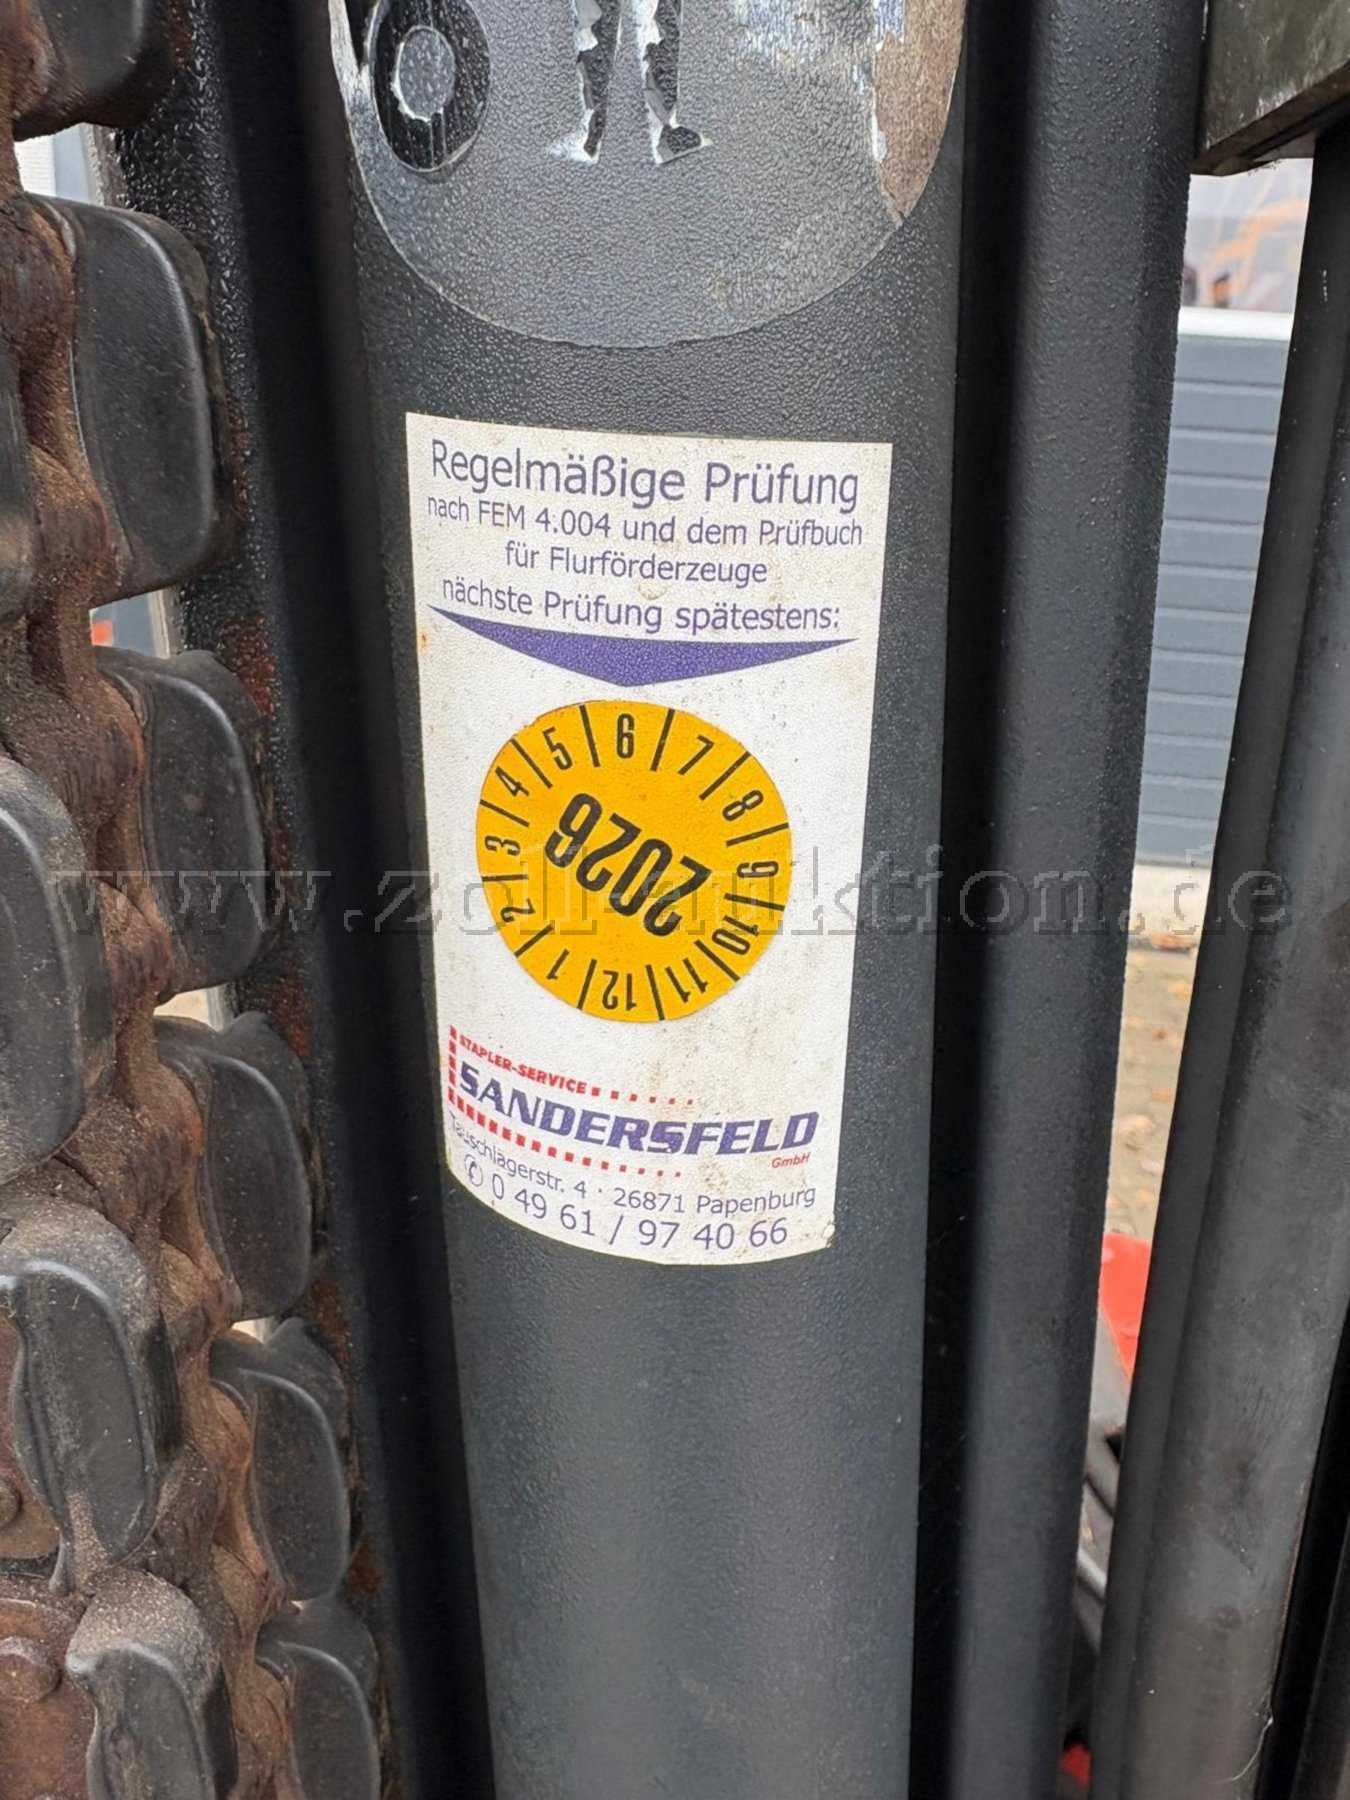 Regelmäßige Prüfung
nach FEM 4.004 und dem Prüfbuch
für Flurförderzeuge
nächste Prüfung spätestens:
1 2 3 4 5 6 7 8 9 10 11 12
2026
www.zoll-auktion.de
STAPLER-SERVICE
SANDERSFELD
GmbH
Tauschlägerstr. 4 · 26871 Papenburg
✆ 0 49 61 / 97 40 66